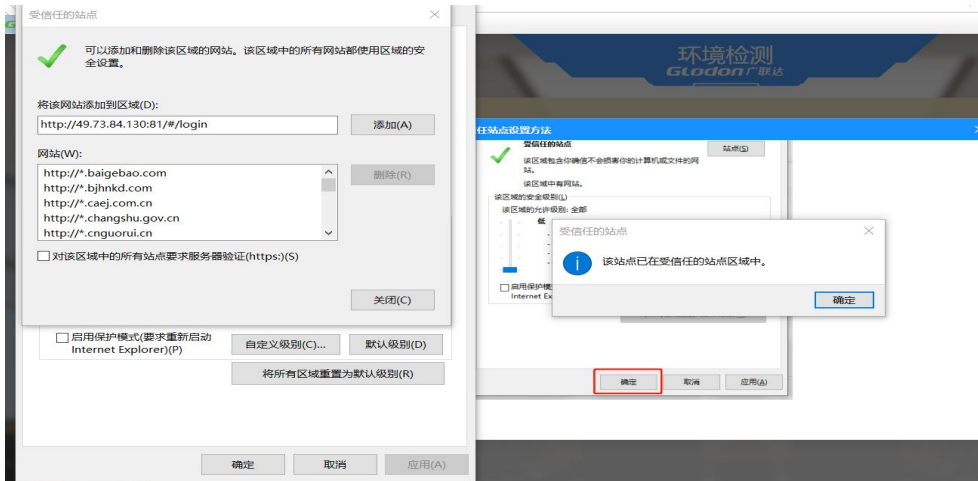 受信任的站点
可以添加和删除该区域的网站。该区域中的所有网站都使用区域的安
全设置。
将该网站添加到区域(D):
http://49.73.84.130:81/#/login
添加(A)
网站(W):
http://*.baigebao.com
http://*.bjhnkd.com
http://*.caej.com.cn
http://*.changshu.gov.cn
http://*.cnguorui.cn
删除(R)
对该区域中的所有站点要求服务器验证(https:)(S)
关闭(C)
启用保护模式(要求重新启动
Internet Explorer)(P)
自定义级别(C)...
默认级别(D)
将所有区域重置为默认级别(R)
确定
取消
应用(A)
环境检测
GLodon广联达
任站点设置方法
受信任的站点
站点(S)
该区域包含你确信不会损害你的计算机或文件的网
站。
该区域中有网站。
该区域的安全级别(L)
该区域的允许级别: 全部
低
启用保护模
Internet Ex
受信任的站点
该站点已在受信任的站点区域中。
确定
确定
取消
应用(A)